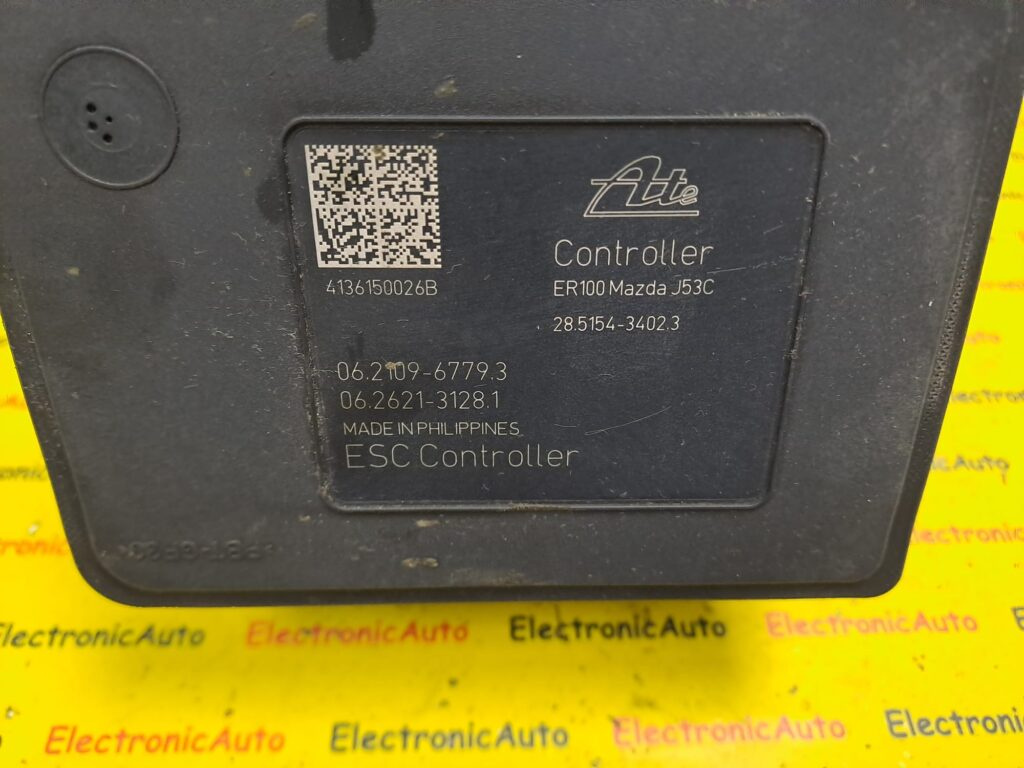 Ate
Controller
4136150026B
ER100 Mazda J53C
28.5154-3402.3
06.2109-6779.3
06.2621-3128.1
MADE IN PHILIPPINES
ESC Controller
ElectronicAuto ElectronicAuto ElectronicAuto ElectronicAuto
ElectronicAuto ElectronicAuto ElectronicAuto ElectronicAuto